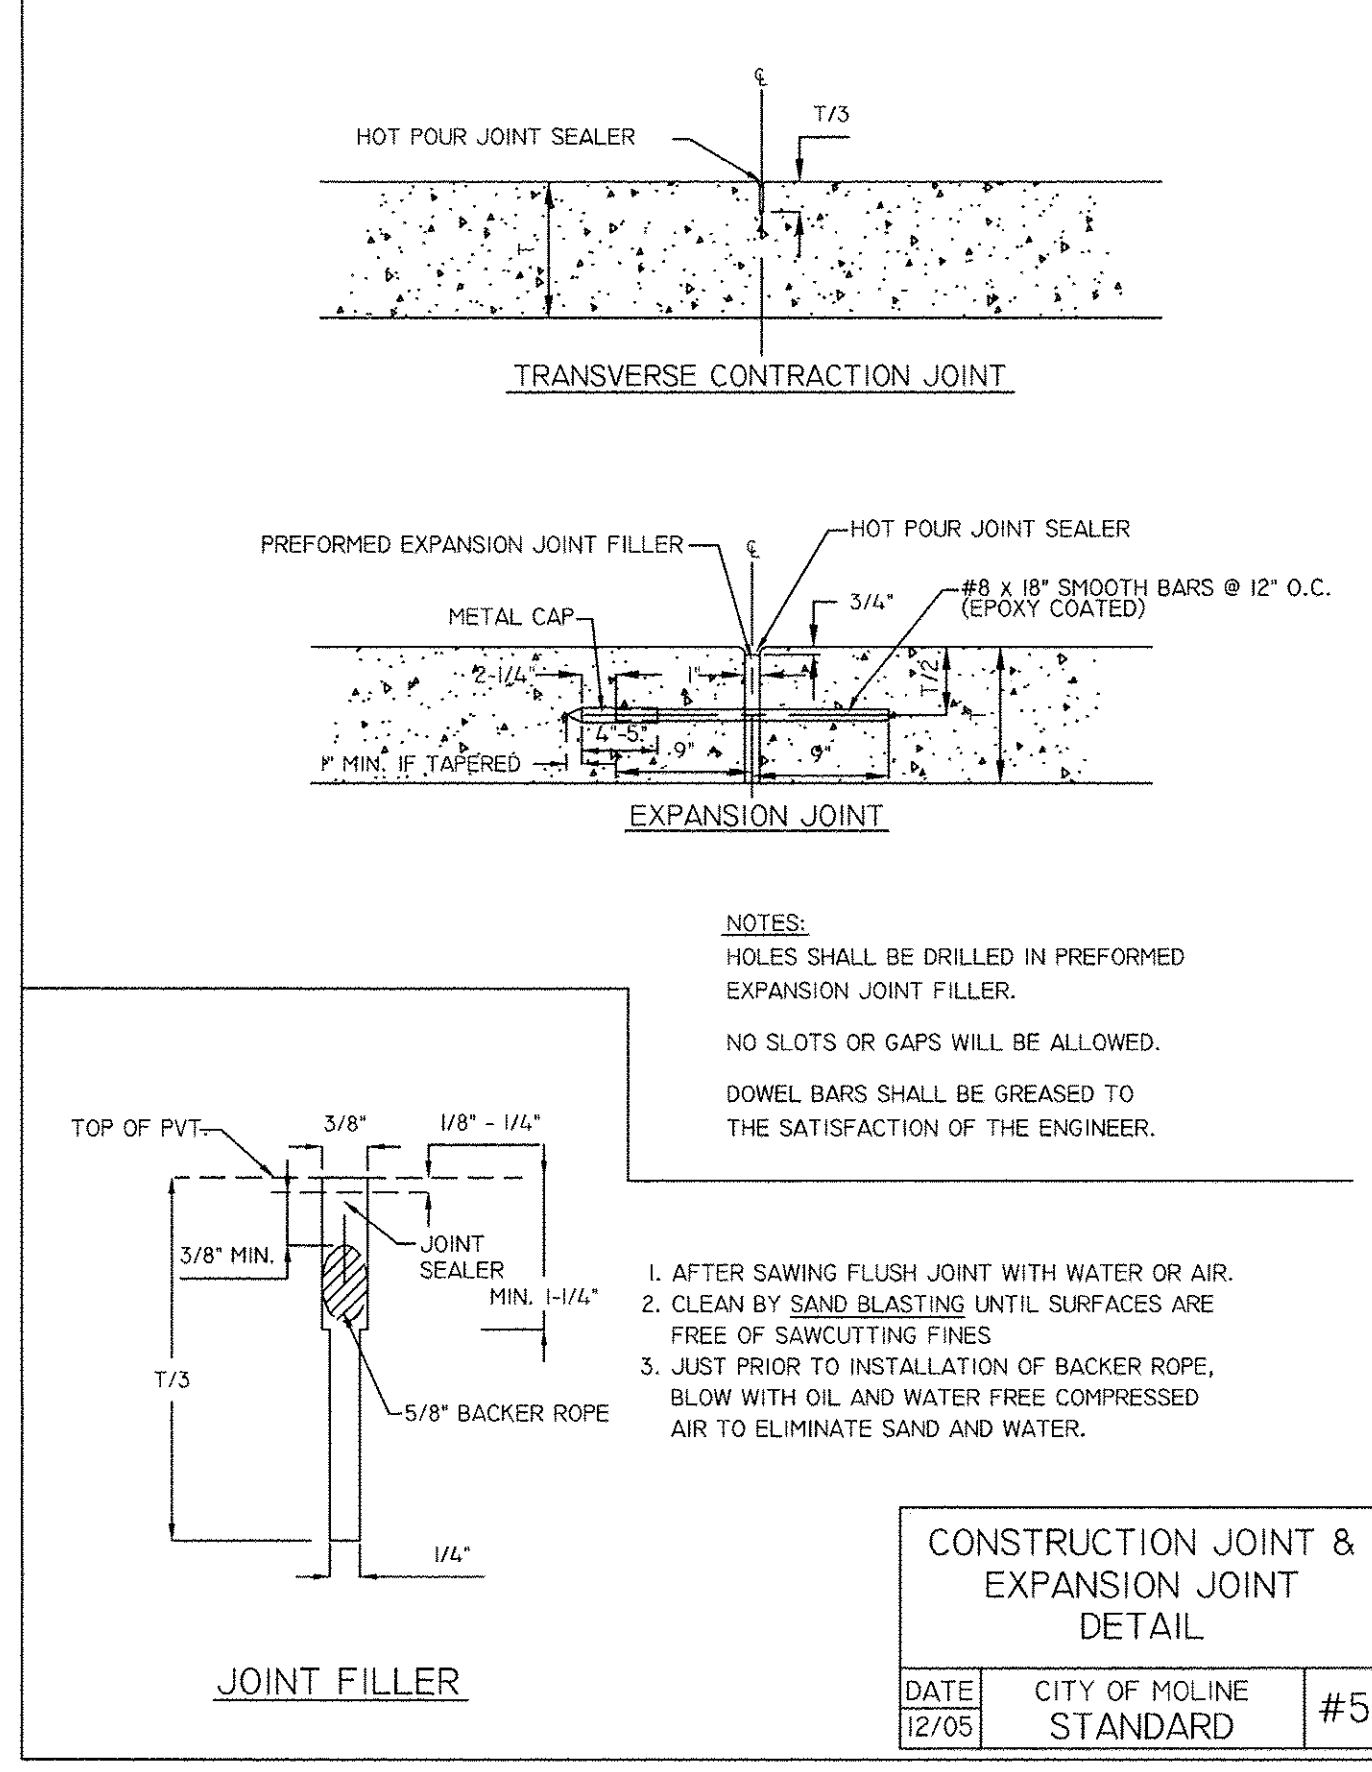 ℄
T/3
HOT POUR JOINT SEALER
T
TRANSVERSE CONTRACTION JOINT
PREFORMED EXPANSION JOINT FILLER
℄
HOT POUR JOINT SEALER
3/4"
#8 X 18" SMOOTH BARS @ 12" O.C.
(EPOXY COATED)
METAL CAP
2-1/4"
1"
T/2
T
4"-5"
9"
9"
1" MIN. IF TAPERED
EXPANSION JOINT
NOTES:
HOLES SHALL BE DRILLED IN PREFORMED
EXPANSION JOINT FILLER.
NO SLOTS OR GAPS WILL BE ALLOWED.
DOWEL BARS SHALL BE GREASED TO
THE SATISFACTION OF THE ENGINEER.
TOP OF PVT.
3/8"
1/8" - 1/4"
3/8" MIN.
JOINT
SEALER
MIN. 1-1/4"
T/3
5/8" BACKER ROPE
1/4"
JOINT FILLER
1. AFTER SAWING FLUSH JOINT WITH WATER OR AIR.
2. CLEAN BY SAND BLASTING UNTIL SURFACES ARE
FREE OF SAWCUTTING FINES
3. JUST PRIOR TO INSTALLATION OF BACKER ROPE,
BLOW WITH OIL AND WATER FREE COMPRESSED
AIR TO ELIMINATE SAND AND WATER.
CONSTRUCTION JOINT &
EXPANSION JOINT
DETAIL
DATE
12/05
CITY OF MOLINE
STANDARD
#5